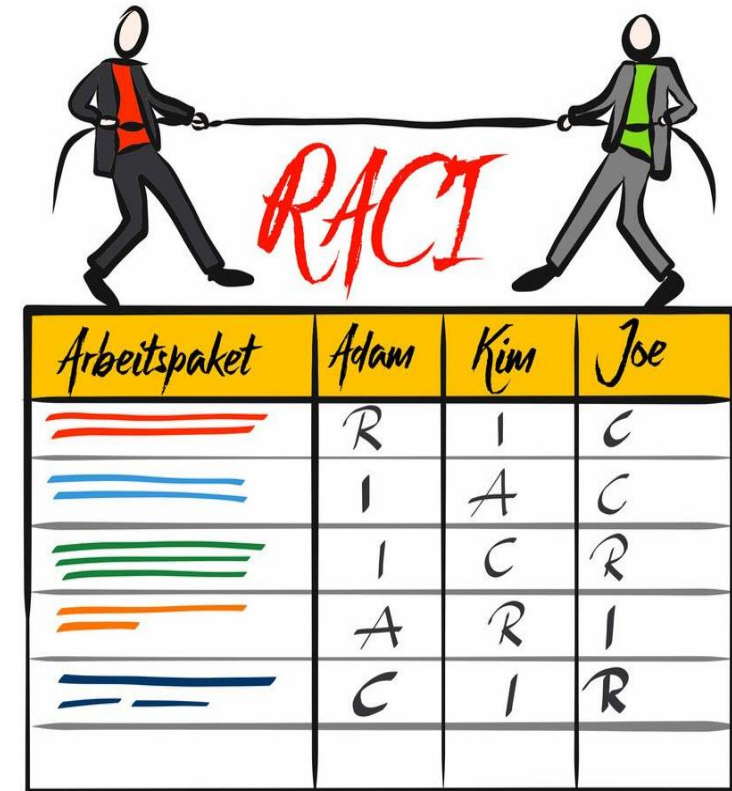 RACI
Arbeitspaket Adam Kim Joe
R I C
I A C
I C R
A R I
C I R